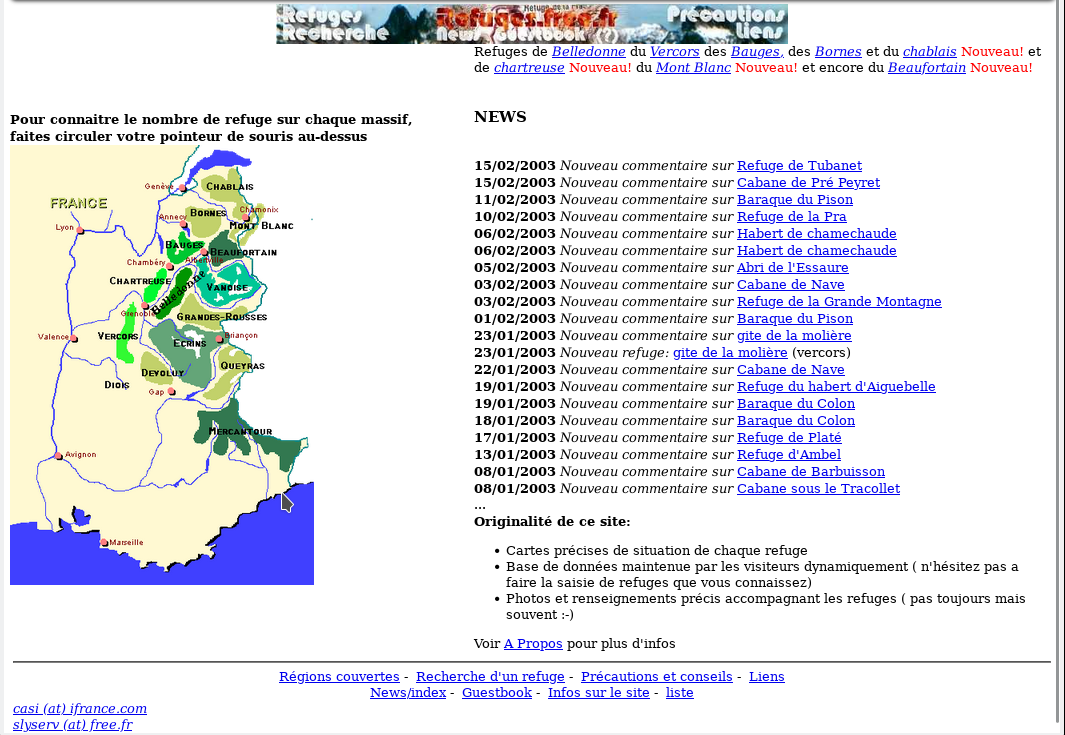 Refuges Refuge de la Précautions
Refuges.free.fr
Recherche News Guestbook (?) Liens
Refuges de Belledonne du Vercors des Bauges, des Bornes et du chablais Nouveau! et
de chartreuse Nouveau! du Mont Blanc Nouveau! et encore du Beaufortain Nouveau!
Pour connaitre le nombre de refuge sur chaque massif,
faites circuler votre pointeur de souris au-dessus
Genève
CHABLAIS
FRANCE
BORNES
Chamonix
Annecy
MONT BLANC
Lyon
BAUGES
BEAUFORTAIN
Chambéry
Albertville
CHARTREUSE
Belledonne
VANOISE
Grenoble
GRANDES-ROUSSES
Valence
VERCORS
ECRINS
Briançon
DEVOLUY
QUEYRAS
DIOIS
Gap
MERCANTOUR
Avignon
Marseille
NEWS
15/02/2003 Nouveau commentaire sur Refuge de Tubanet
15/02/2003 Nouveau commentaire sur Cabane de Pré Peyret
11/02/2003 Nouveau commentaire sur Baraque du Pison
10/02/2003 Nouveau commentaire sur Refuge de la Pra
06/02/2003 Nouveau commentaire sur Habert de chamechaude
06/02/2003 Nouveau commentaire sur Habert de chamechaude
05/02/2003 Nouveau commentaire sur Abri de l'Essaure
03/02/2003 Nouveau commentaire sur Cabane de Nave
03/02/2003 Nouveau commentaire sur Refuge de la Grande Montagne
01/02/2003 Nouveau commentaire sur Baraque du Pison
23/01/2003 Nouveau commentaire sur gite de la molière
23/01/2003 Nouveau refuge: gite de la molière (vercors)
22/01/2003 Nouveau commentaire sur Cabane de Nave
19/01/2003 Nouveau commentaire sur Refuge du habert d'Aiguebelle
19/01/2003 Nouveau commentaire sur Baraque du Colon
18/01/2003 Nouveau commentaire sur Baraque du Colon
17/01/2003 Nouveau commentaire sur Refuge de Platé
13/01/2003 Nouveau commentaire sur Refuge d'Ambel
08/01/2003 Nouveau commentaire sur Cabane de Barbuisson
08/01/2003 Nouveau commentaire sur Cabane sous le Tracollet
...
Originalité de ce site:
• Cartes précises de situation de chaque refuge
• Base de données maintenue par les visiteurs dynamiquement ( n'hésitez pas a
faire la saisie de refuges que vous connaissez)
• Photos et renseignements précis accompagnant les refuges ( pas toujours mais
souvent :-)
Voir A Propos pour plus d'infos
Régions couvertes - Recherche d'un refuge - Précautions et conseils - Liens
News/index - Guestbook - Infos sur le site - liste
casi (at) ifrance.com
slyserv (at) free.fr